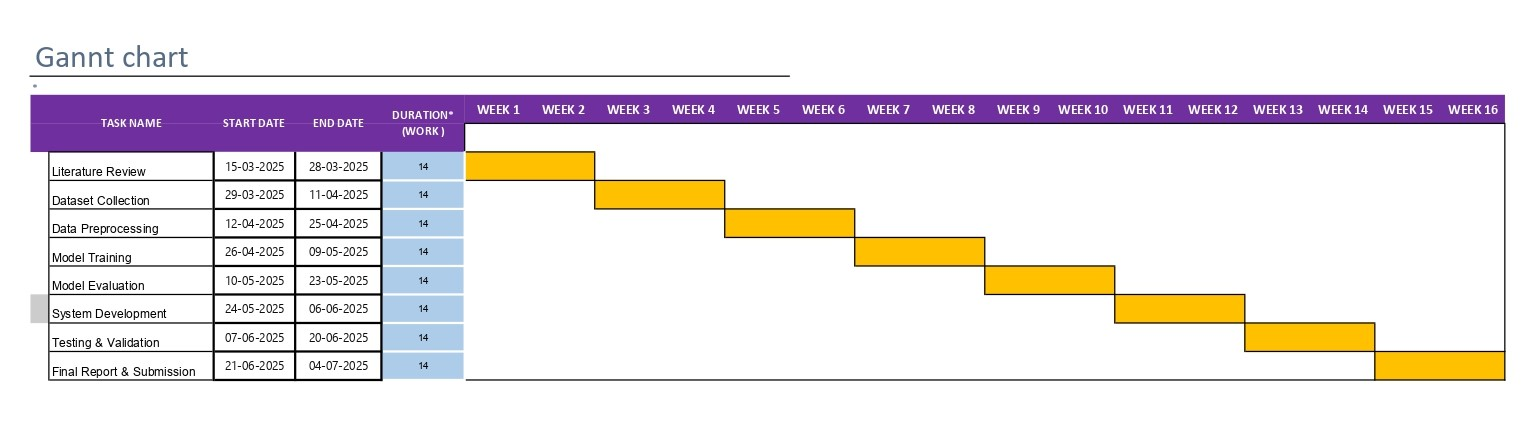 Gannt chart
TASK NAME START DATE END DATE DURATION* (WORK ) WEEK 1 WEEK 2 WEEK 3 WEEK 4 WEEK 5 WEEK 6 WEEK 7 WEEK 8 WEEK 9 WEEK 10 WEEK 11 WEEK 12 WEEK 13 WEEK 14 WEEK 15 WEEK 16
Literature Review 15-03-2025 28-03-2025 14
Dataset Collection 29-03-2025 11-04-2025 14
Data Preprocessing 12-04-2025 25-04-2025 14
Model Training 26-04-2025 09-05-2025 14
Model Evaluation 10-05-2025 23-05-2025 14
System Development 24-05-2025 06-06-2025 14
Testing & Validation 07-06-2025 20-06-2025 14
Final Report & Submission 21-06-2025 04-07-2025 14